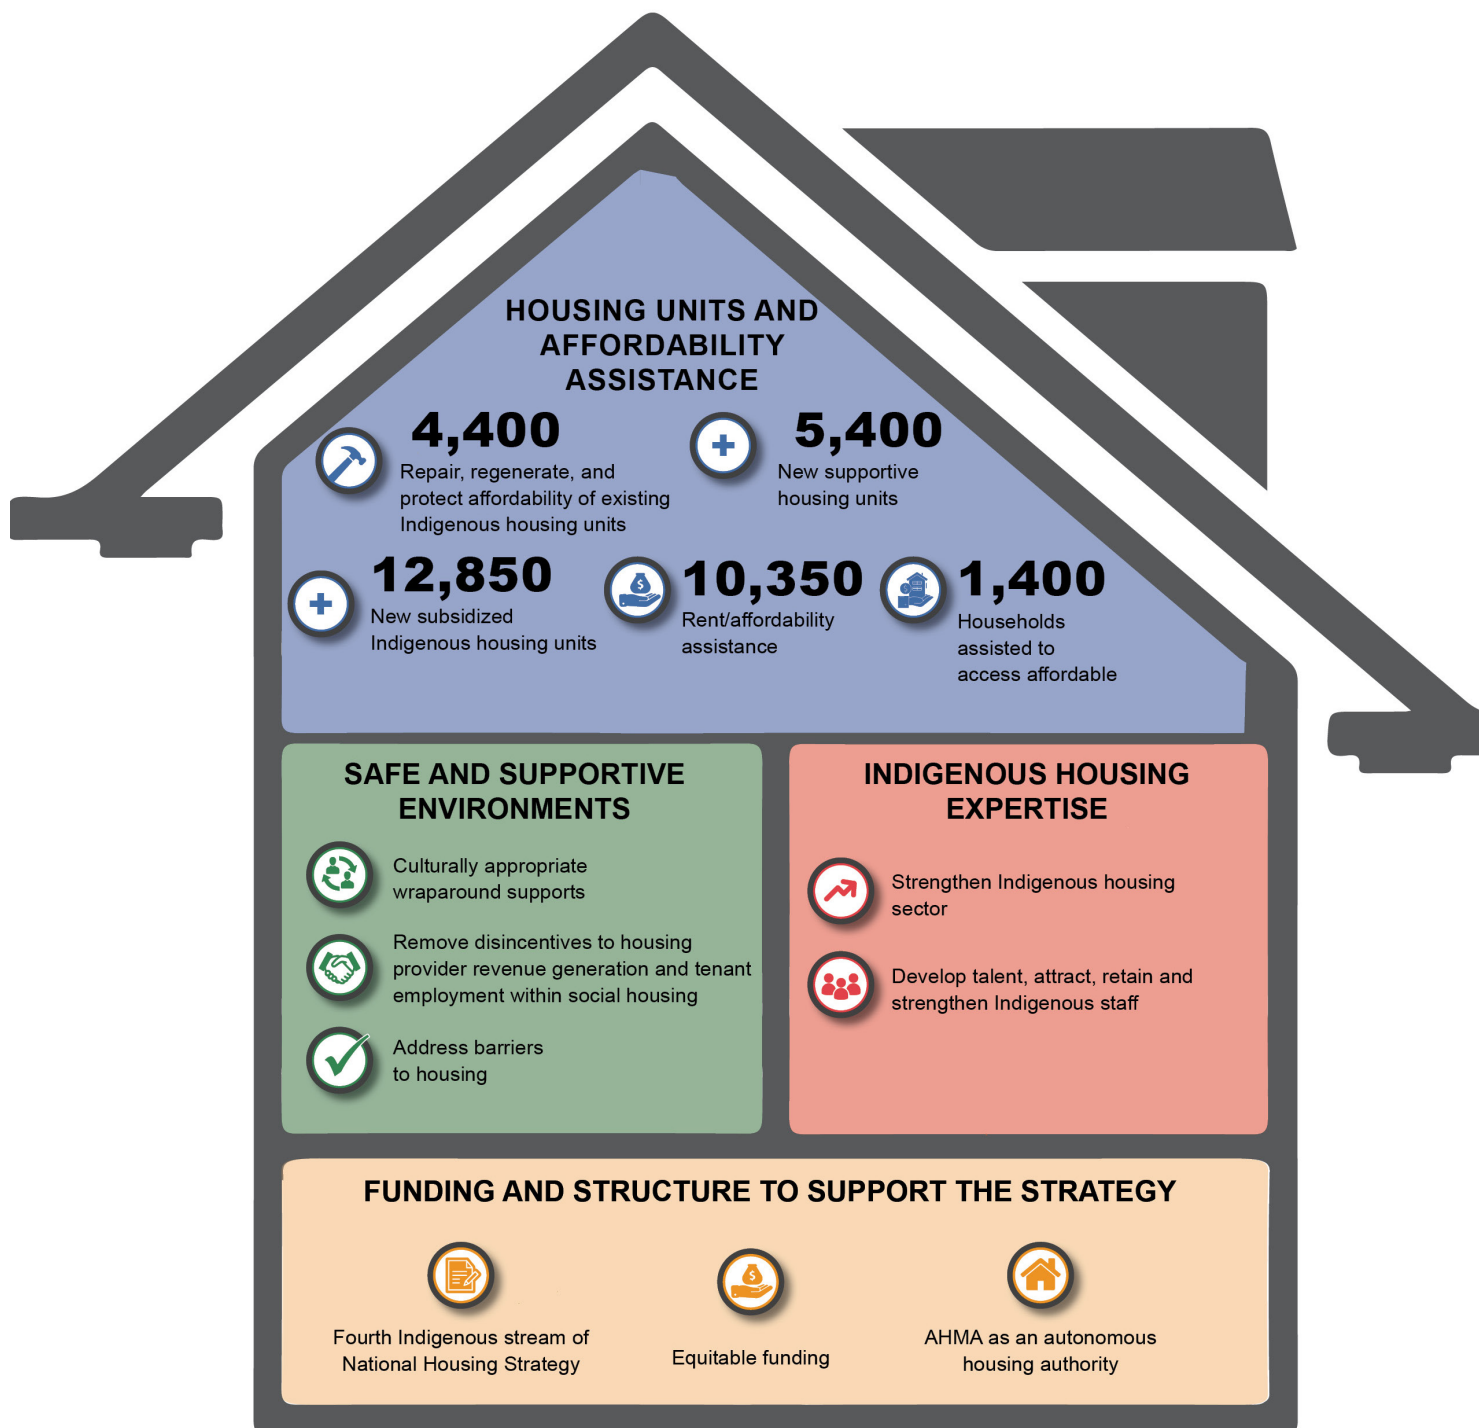 HOUSING UNITS AND
AFFORDABILITY
ASSISTANCE
4,400
Repair, regenerate, and
protect affordability of existing
Indigenous housing units
5,400
New supportive
housing units
12,850
New subsidized
Indigenous housing units
10,350
Rent/affordability
assistance
1,400
Households
assisted to
access affordable
SAFE AND SUPPORTIVE
ENVIRONMENTS
Culturally appropriate
wraparound supports
Remove disincentives to housing
provider revenue generation and tenant
employment within social housing
Address barriers
to housing
INDIGENOUS HOUSING
EXPERTISE
Strengthen Indigenous housing
sector
Develop talent, attract, retain and
strengthen Indigenous staff
FUNDING AND STRUCTURE TO SUPPORT THE STRATEGY
Fourth Indigenous stream of
National Housing Strategy
Equitable funding
AHMA as an autonomous
housing authority